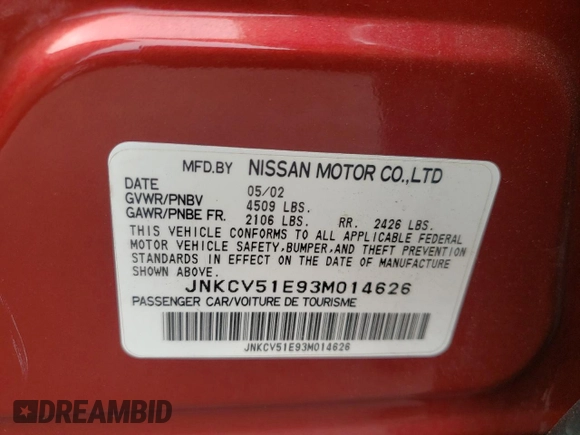 MFD.BY NISSAN MOTOR CO.,LTD
DATE 05/02
GVWR/PNBV 4509 LBS.
GAWR/PNBE FR. 2106 LBS. RR. 2426 LBS.
THIS VEHICLE CONFORMS TO ALL APPLICABLE FEDERAL
MOTOR VEHICLE SAFETY,BUMPER,AND THEFT PREVENTION
STANDARDS IN EFFECT ON THE DATE OF MANUFACTURE
SHOWN ABOVE.
JNKCV51E93M014626
PASSENGER CAR/VOITURE DE TOURISME
JNKCV51E93M014626
DREAMBID